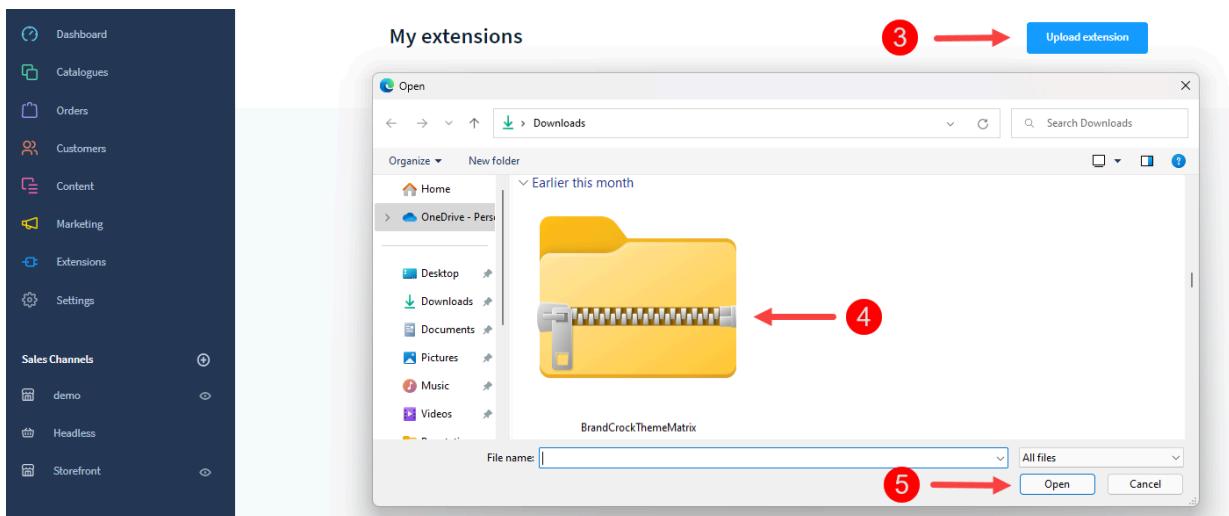 Dashboard
Catalogues
Orders
Customers
Content
Marketing
Extensions
Settings
Sales Channels
demo
Headless
Storefront
My extensions
3
Upload extension
Open
Downloads
Search Downloads
Organize
New folder
Home
OneDrive - Pers
Desktop
Downloads
Documents
Pictures
Music
Videos
Earlier this month
4
BrandCrockThemeMatrix
File name:
All files
5
Open
Cancel